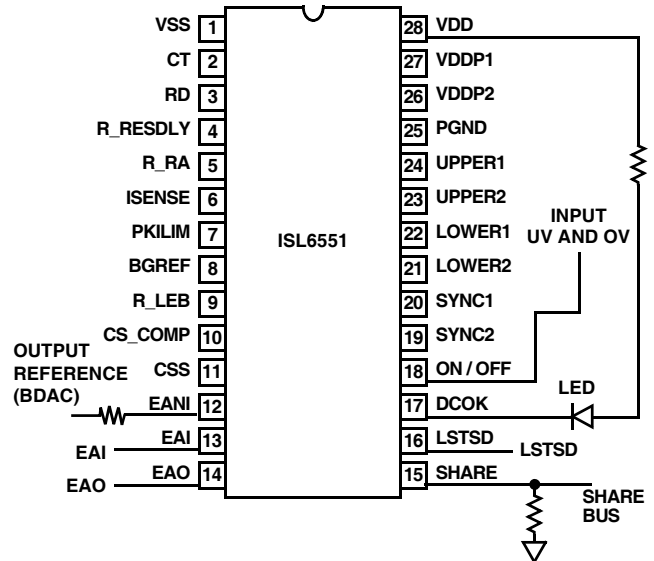 VSS 1
CT 2
RD 3
R_RESDLY 4
R_RA 5
ISENSE 6
PKILIM 7
BGREF 8
R_LEB 9
CS_COMP 10
CSS 11
EANI 12
EAI 13
EAO 14
OUTPUT
REFERENCE
(BDAC)
EAI
EAO
ISL6551
28 VDD
27 VDDP1
26 VDDP2
25 PGND
24 UPPER1
23 UPPER2
22 LOWER1
21 LOWER2
20 SYNC1
19 SYNC2
18 ON / OFF
17 DCOK
16 LSTSD
15 SHARE
INPUT
UV AND OV
LED
LSTSD
SHARE
BUS